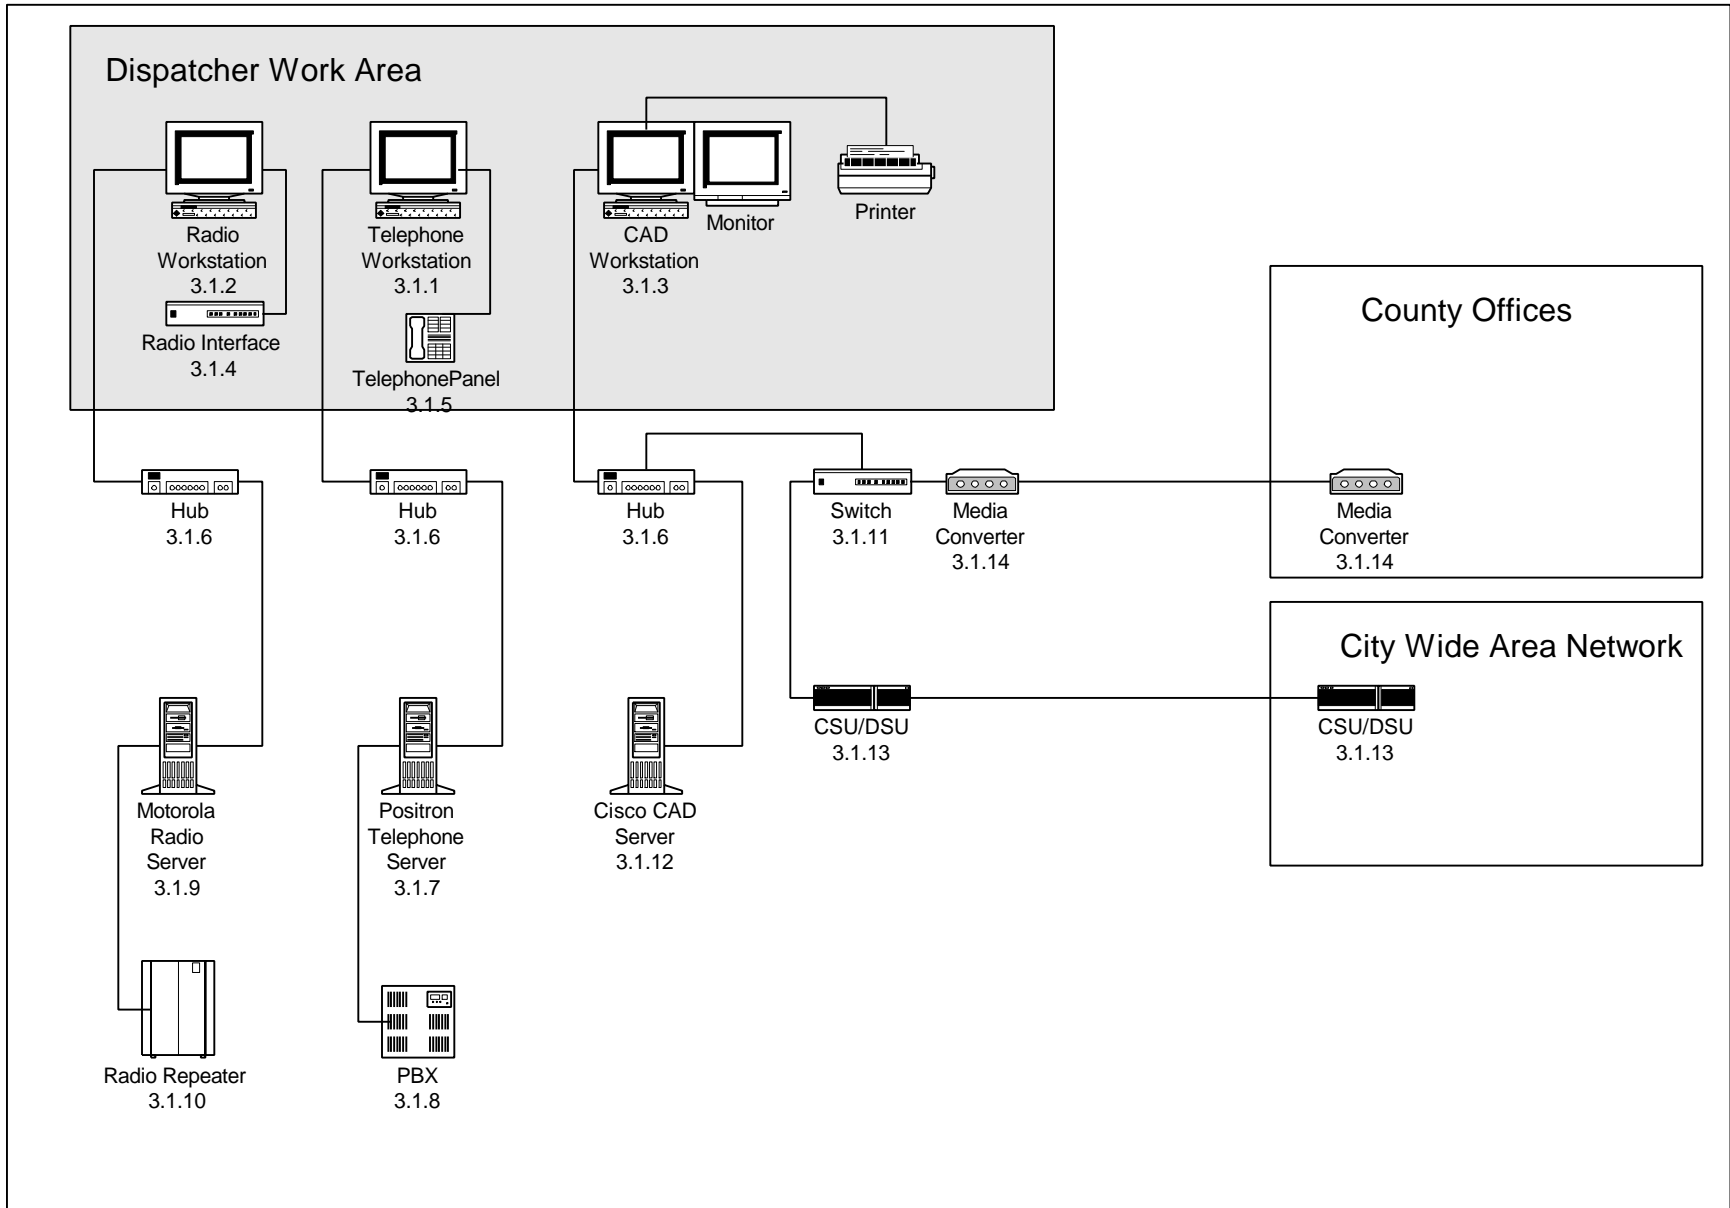 Dispatcher Work Area
Radio
Workstation
3.1.2
Telephone
Workstation
3.1.1
CAD
Workstation
3.1.3
Monitor
Printer
Radio Interface
3.1.4
TelephonePanel
3.1.5
County Offices
Hub
3.1.6
Hub
3.1.6
Hub
3.1.6
Switch
3.1.11
Media
Converter
3.1.14
Media
Converter
3.1.14
City Wide Area Network
CSU/DSU
3.1.13
CSU/DSU
3.1.13
Motorola
Radio
Server
3.1.9
Positron
Telephone
Server
3.1.7
Cisco CAD
Server
3.1.12
Radio Repeater
3.1.10
PBX
3.1.8